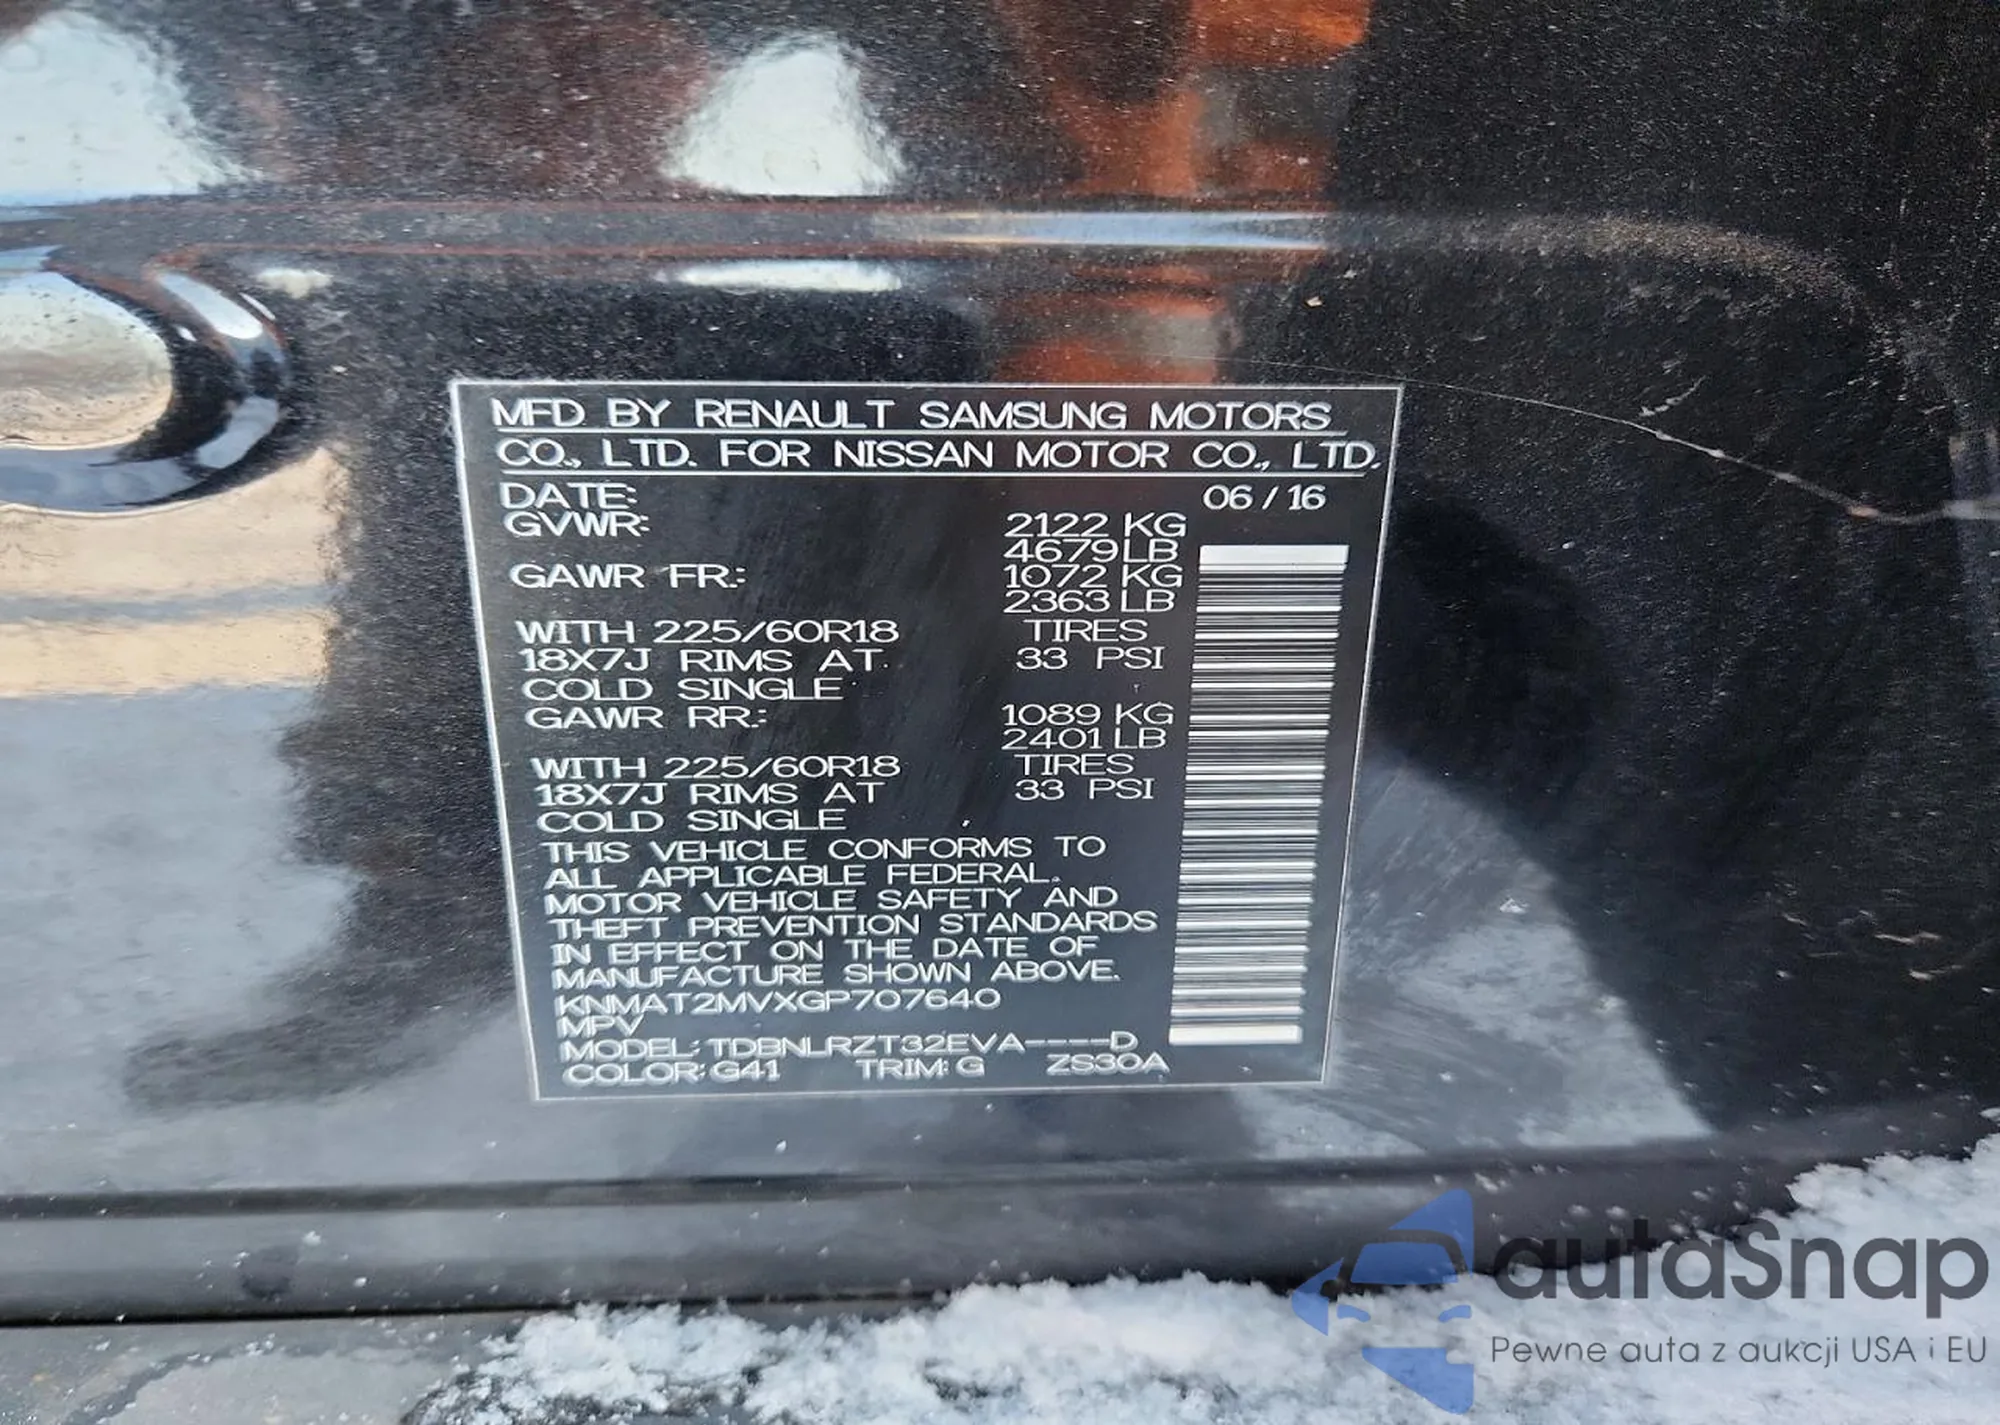 MFD BY RENAULT SAMSUNG MOTORS
CO., LTD. FOR NISSAN MOTOR CO., LTD.
DATE: 06 / 16
GVWR: 2122 KG
4679 LB
GAWR FR.: 1072 KG
2363 LB
WITH 225/60R18 TIRES
18X7J RIMS AT 33 PSI
COLD SINGLE
GAWR RR.: 1089 KG
2401 LB
WITH 225/60R18 TIRES
18X7J RIMS AT 33 PSI
COLD SINGLE
THIS VEHICLE CONFORMS TO
ALL APPLICABLE FEDERAL
MOTOR VEHICLE SAFETY AND
THEFT PREVENTION STANDARDS
IN EFFECT ON THE DATE OF
MANUFACTURE SHOWN ABOVE.
KNMAT2MVXGP707640
MPV
MODEL: TDBNLRZT32EVA----D
COLOR: G41 TRIM: G ZS30A
autaSnap
Pewne auta z aukcji USA i EU